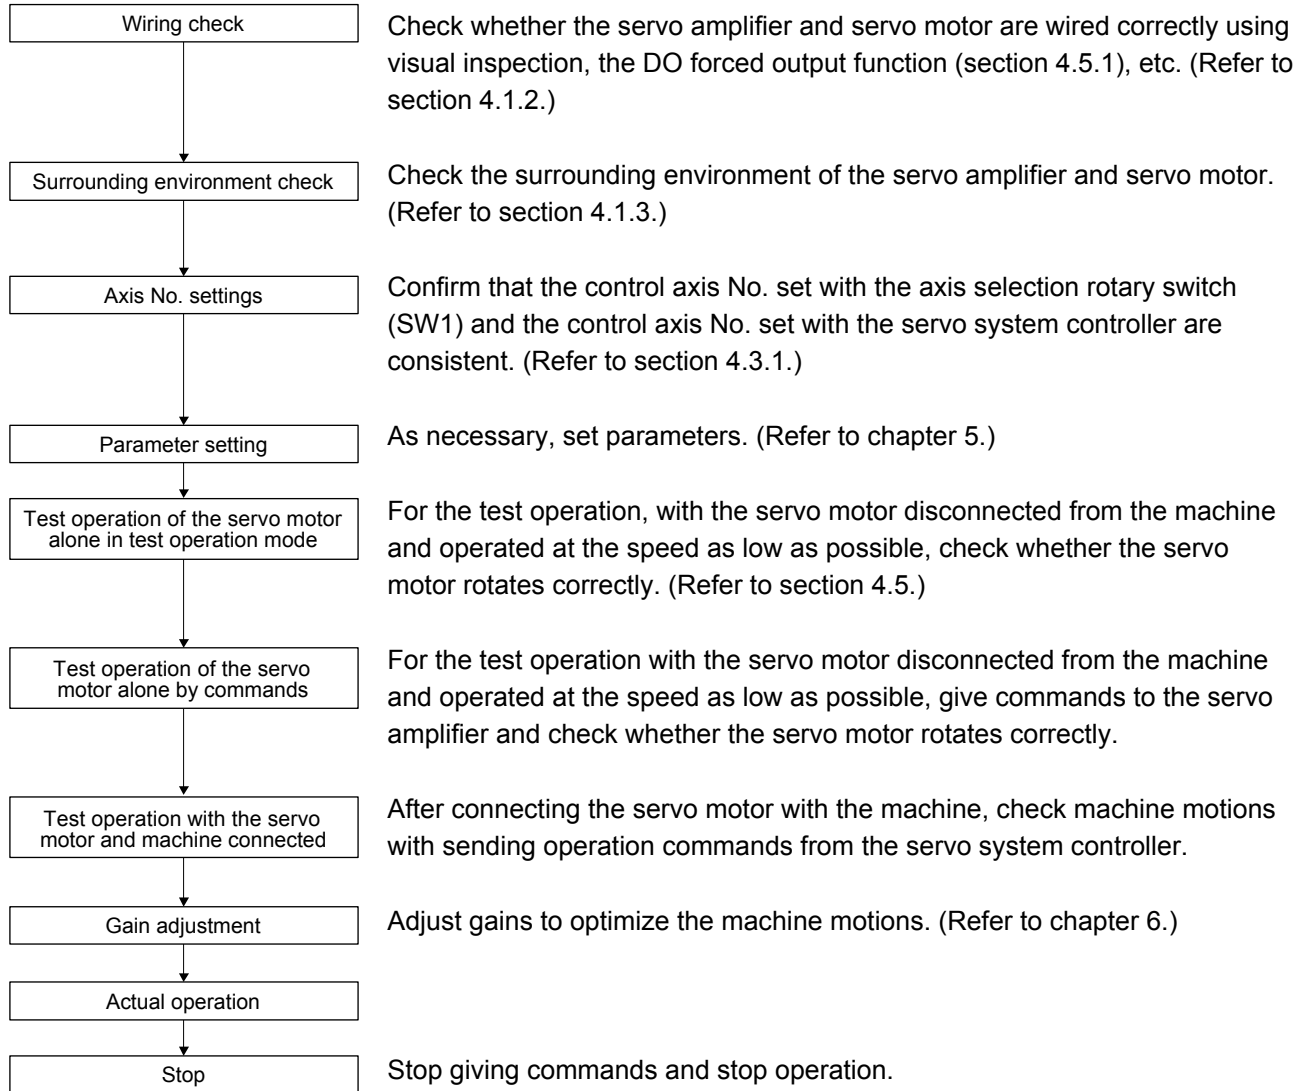 Wiring check
Check whether the servo amplifier and servo motor are wired correctly using
visual inspection, the DO forced output function (section 4.5.1), etc. (Refer to
section 4.1.2.)
Surrounding environment check
Check the surrounding environment of the servo amplifier and servo motor.
(Refer to section 4.1.3.)
Axis No. settings
Confirm that the control axis No. set with the axis selection rotary switch
(SW1) and the control axis No. set with the servo system controller are
consistent. (Refer to section 4.3.1.)
Parameter setting
As necessary, set parameters. (Refer to chapter 5.)
Test operation of the servo motor
alone in test operation mode
For the test operation, with the servo motor disconnected from the machine
and operated at the speed as low as possible, check whether the servo
motor rotates correctly. (Refer to section 4.5.)
Test operation of the servo
motor alone by commands
For the test operation with the servo motor disconnected from the machine
and operated at the speed as low as possible, give commands to the servo
amplifier and check whether the servo motor rotates correctly.
Test operation with the servo
motor and machine connected
After connecting the servo motor with the machine, check machine motions
with sending operation commands from the servo system controller.
Gain adjustment
Adjust gains to optimize the machine motions. (Refer to chapter 6.)
Actual operation
Stop
Stop giving commands and stop operation.